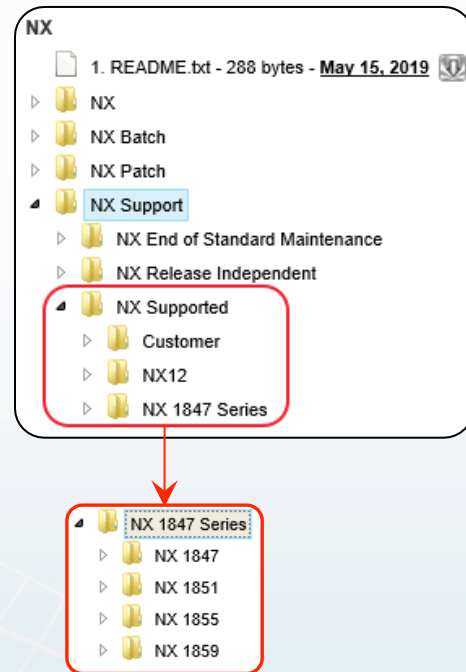 NX
1. README.txt - 288 bytes - May 15, 2019
NX
NX Batch
NX Patch
NX Support
NX End of Standard Maintenance
NX Release Independent
NX Supported
Customer
NX12
NX 1847 Series
NX 1847 Series
NX 1847
NX 1851
NX 1855
NX 1859